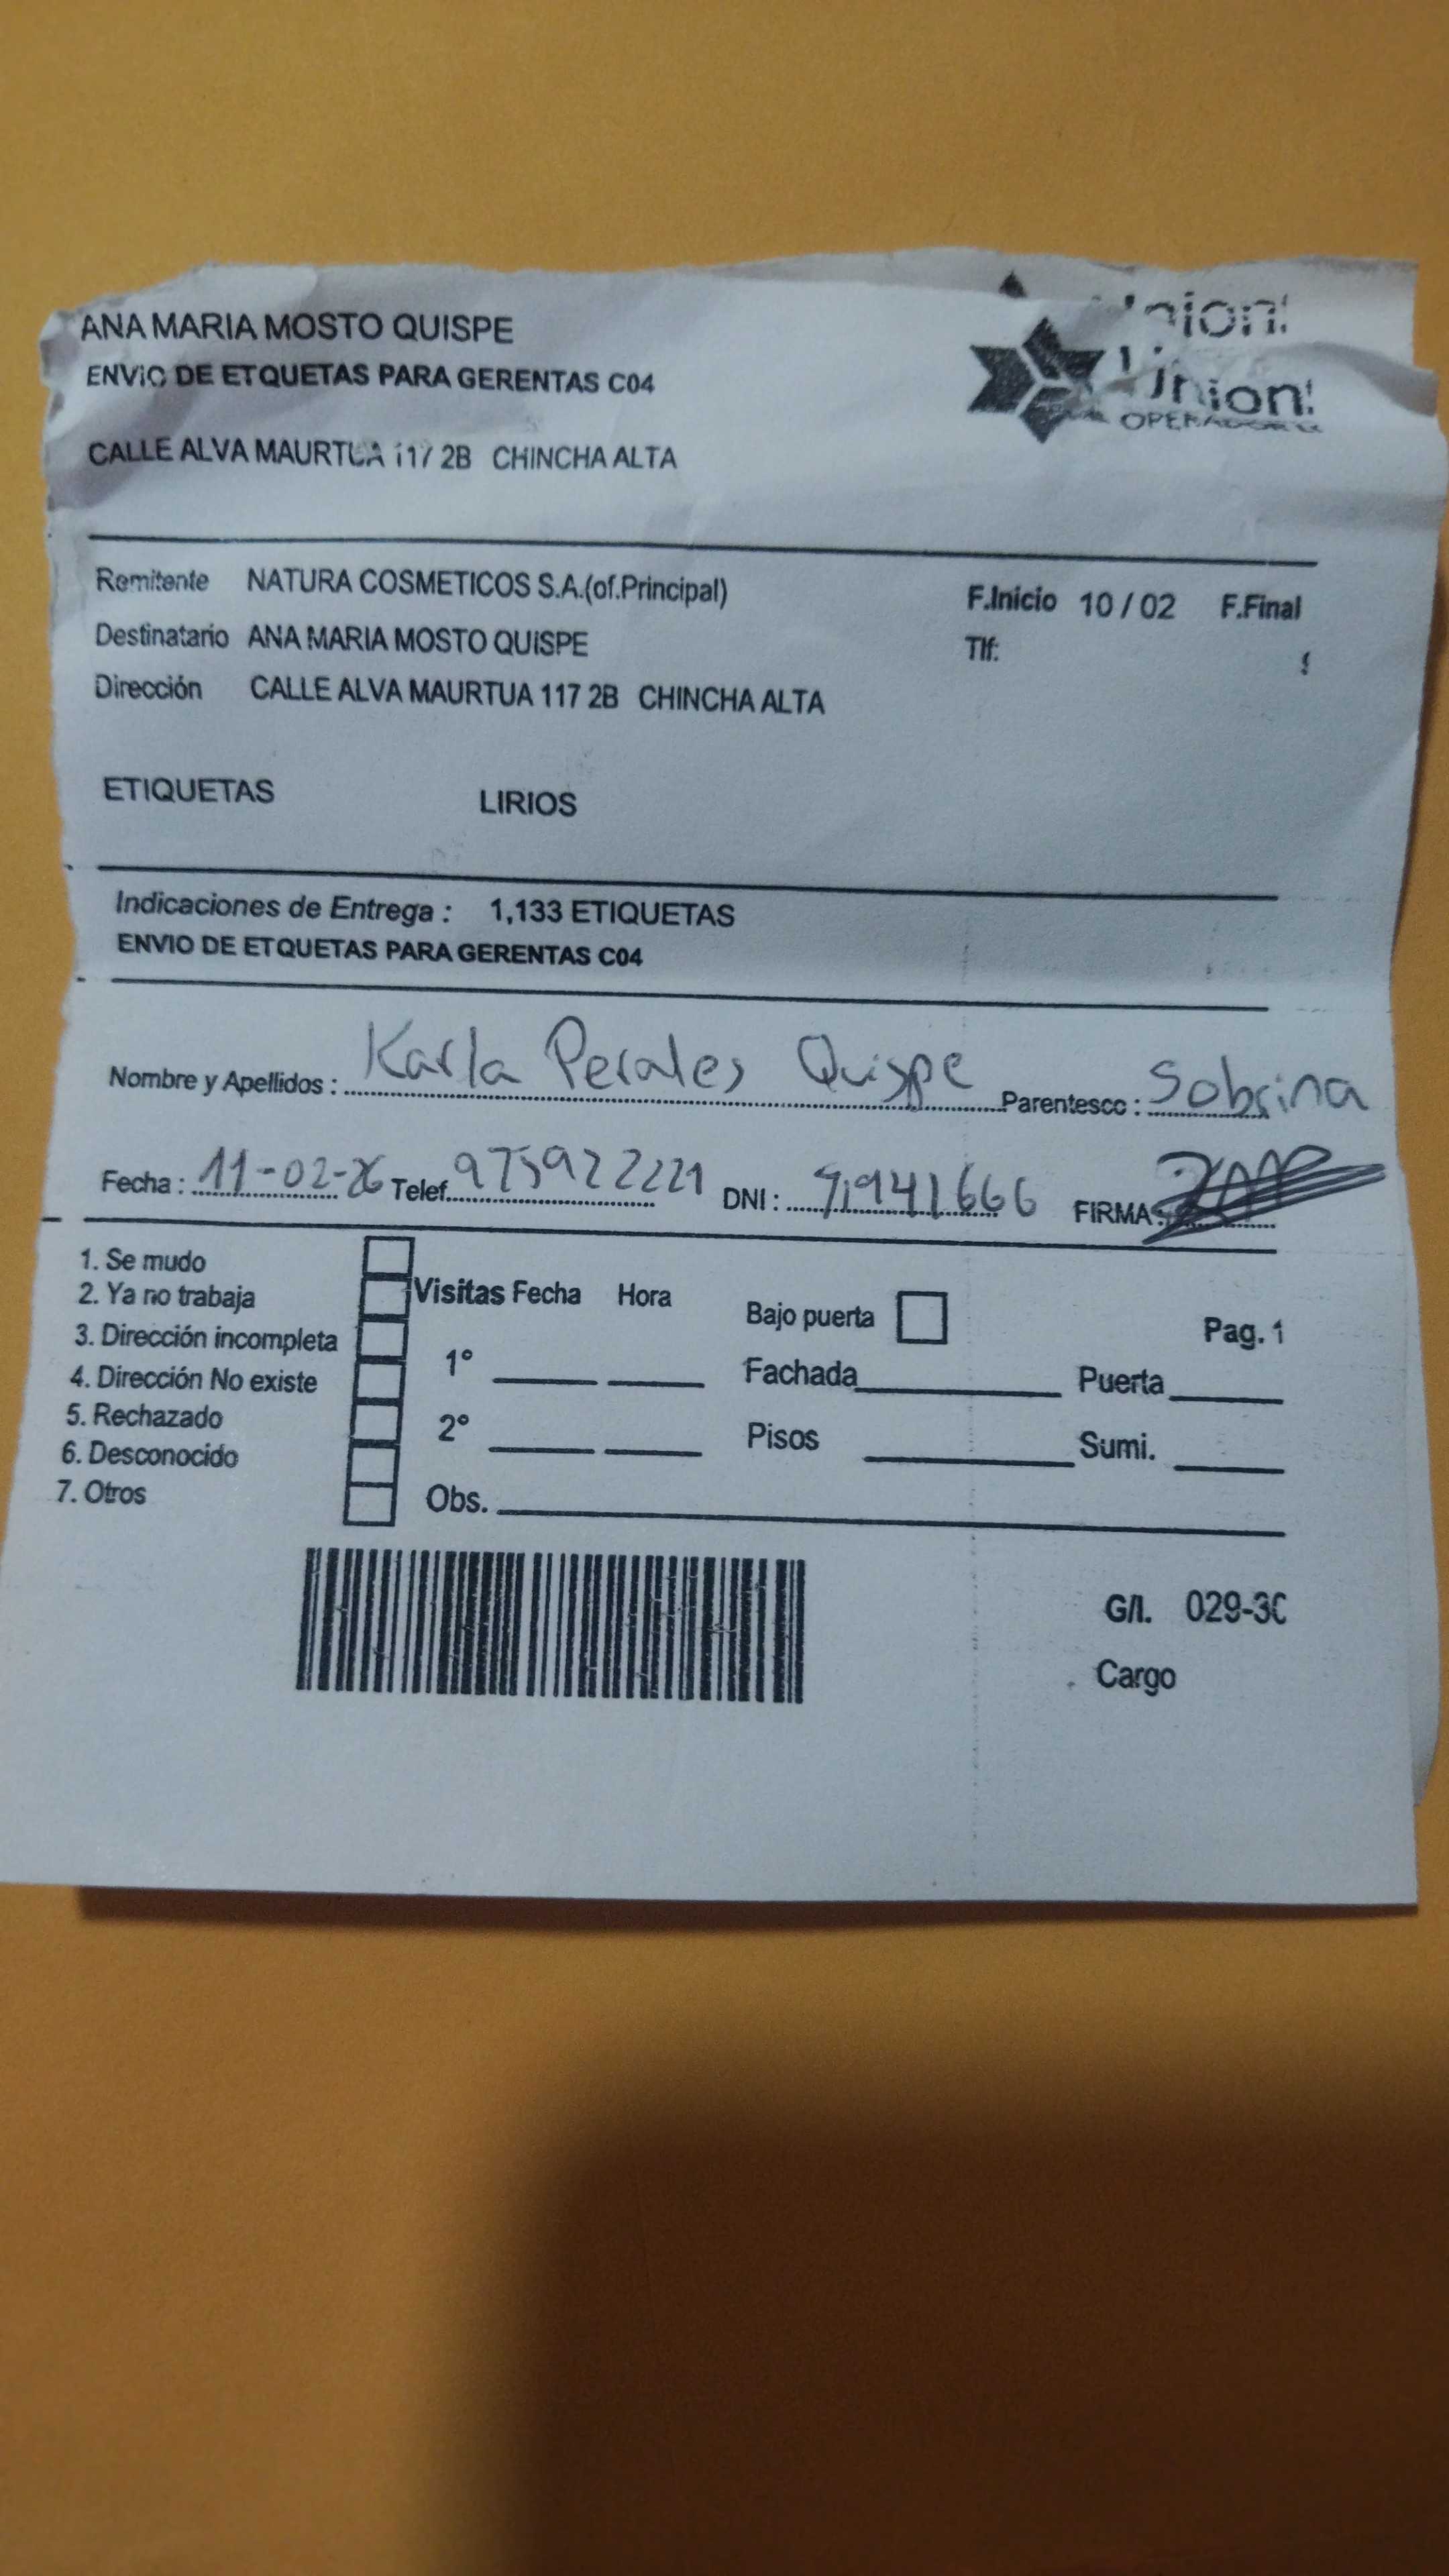 ANA MARIA MOSTO QUISPE
ENVIO DE ETQUETAS PARA GERENTAS C04
CALLE ALVA MAURTUA 117 2B CHINCHA ALTA
Union!
Union!
OPERADOR
Remitente NATURA COSMETICOS S.A.(of.Principal) F.Inicio 10 / 02 F.Final
Destinatario ANA MARIA MOSTO QUISPE Tlf:
Dirección CALLE ALVA MAURTUA 117 2B CHINCHA ALTA
ETIQUETAS LIRIOS
Indicaciones de Entrega : 1,133 ETIQUETAS
ENVIO DE ETQUETAS PARA GERENTAS C04
Nombre y Apellidos : Karla Perales Quispe Parentesco : Sobrina
Fecha : 11-02-26 Telef. 975922221 DNI : 71941666 FIRMA :
1. Se mudo
2. Ya no trabaja
3. Dirección incompleta
4. Dirección No existe
5. Rechazado
6. Desconocido
7. Otros
Visitas Fecha Hora Bajo puerta Pag. 1
1° Fachada Puerta
2° Pisos Sumi.
Obs.
G/I. 029-30
Cargo